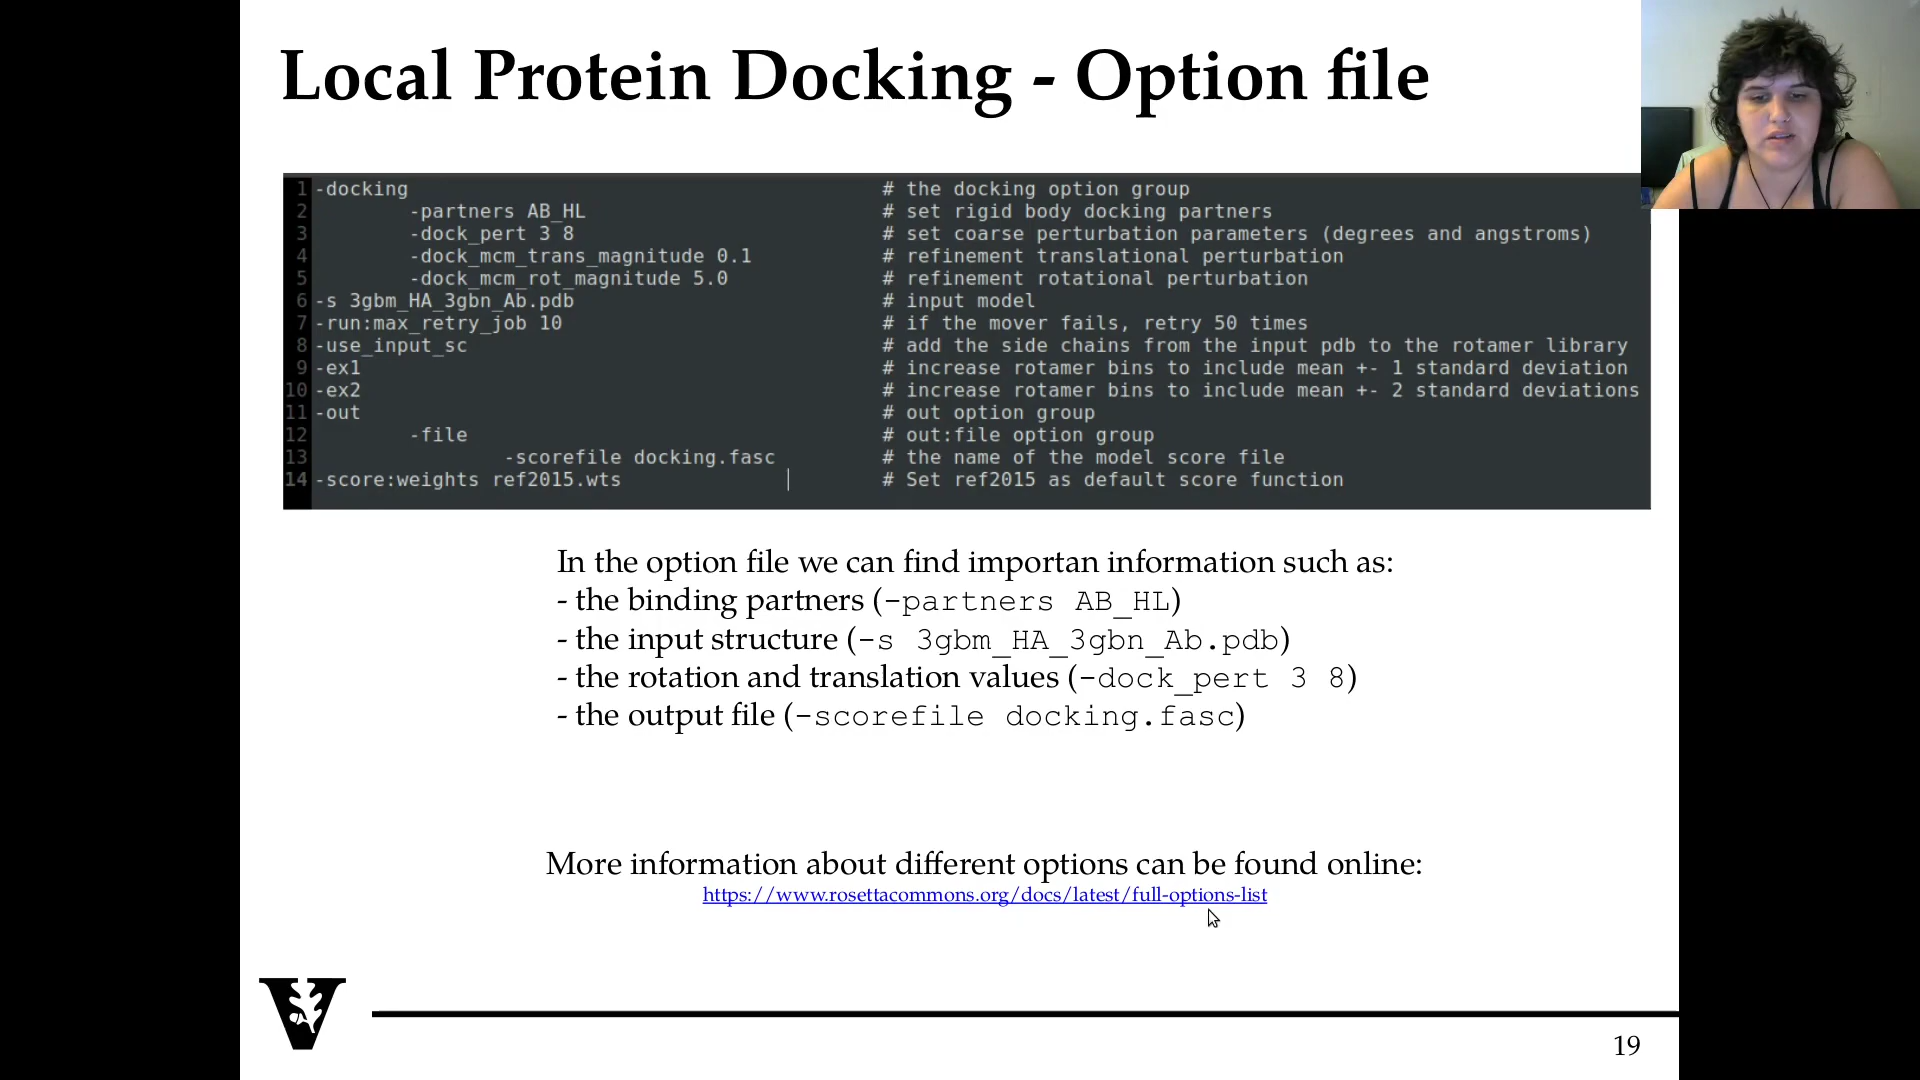 Local Protein Docking - Option file
1 -docking # the docking option group
2 -partners AB_HL # set rigid body docking partners
3 -dock_pert 3 8 # set coarse perturbation parameters (degrees and angstroms)
4 -dock_mcm_trans_magnitude 0.1 # refinement translational perturbation
5 -dock_mcm_rot_magnitude 5.0 # refinement rotational perturbation
6 -s 3gbm_HA_3gbn_Ab.pdb # input model
7 -run:max_retry_job 10 # if the mover fails, retry 50 times
8 -use_input_sc # add the side chains from the input pdb to the rotamer library
9 -ex1 # increase rotamer bins to include mean +- 1 standard deviation
10 -ex2 # increase rotamer bins to include mean +- 2 standard deviations
11 -out # out option group
12 -file # out:file option group
13 -scorefile docking.fasc # the name of the model score file
14 -score:weights ref2015.wts # Set ref2015 as default score function
In the option file we can find importan information such as:
- the binding partners (-partners AB_HL)
- the input structure (-s 3gbm_HA_3gbn_Ab.pdb)
- the rotation and translation values (-dock_pert 3 8)
- the output file (-scorefile docking.fasc)
More information about different options can be found online:
https://www.rosettacommons.org/docs/latest/full-options-list
V
19